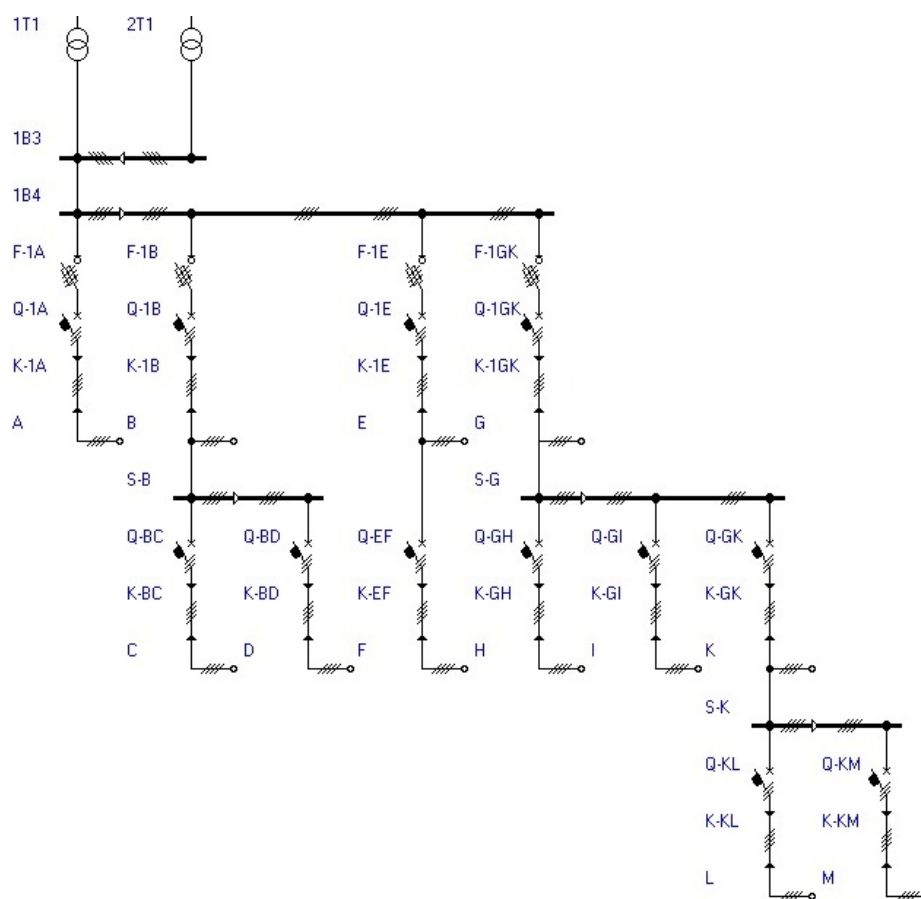 1T1 2T1
1B3
1B4
F-1A F-1B F-1E F-1GK
Q-1A Q-1B Q-1E Q-1GK
K-1A K-1B K-1E K-1GK
A B E G
S-B S-G
Q-BC Q-BD Q-EF Q-GH Q-GI Q-GK
K-BC K-BD K-EF K-GH K-GI K-GK
C D F H I K
S-K
Q-KL Q-KM
K-KL K-KM
L M